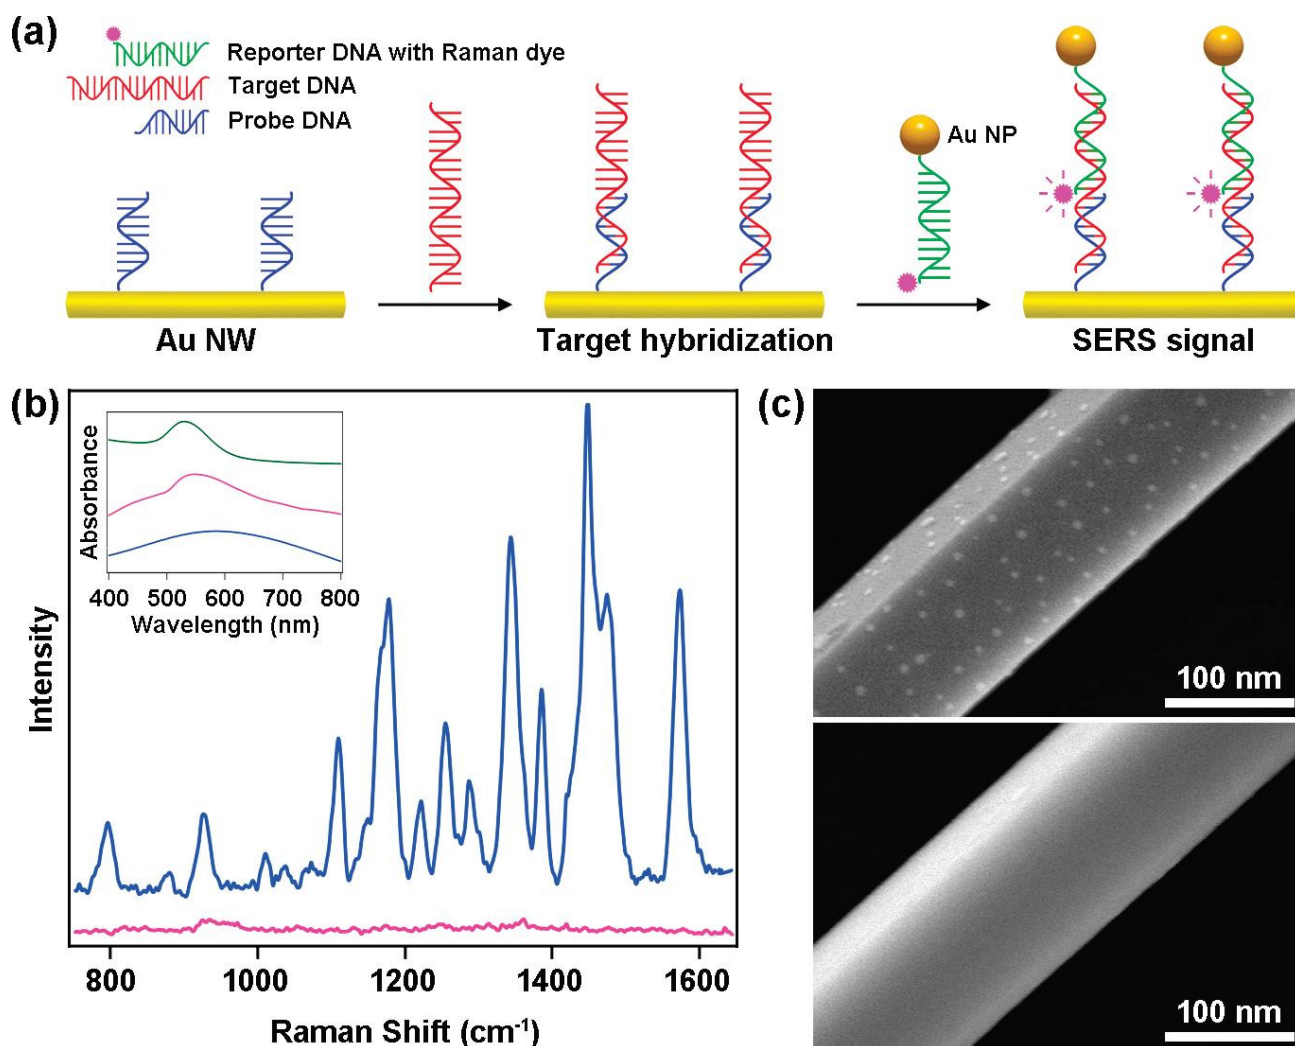 (a)
Reporter DNA with Raman dye
Target DNA
Probe DNA
Au NP
Au NW
Target hybridization
SERS signal
(b)
Absorbance
400 500 600 700 800
Wavelength (nm)
Intensity
800 1000 1200 1400 1600
Raman Shift (cm⁻¹)
(c)
100 nm
100 nm